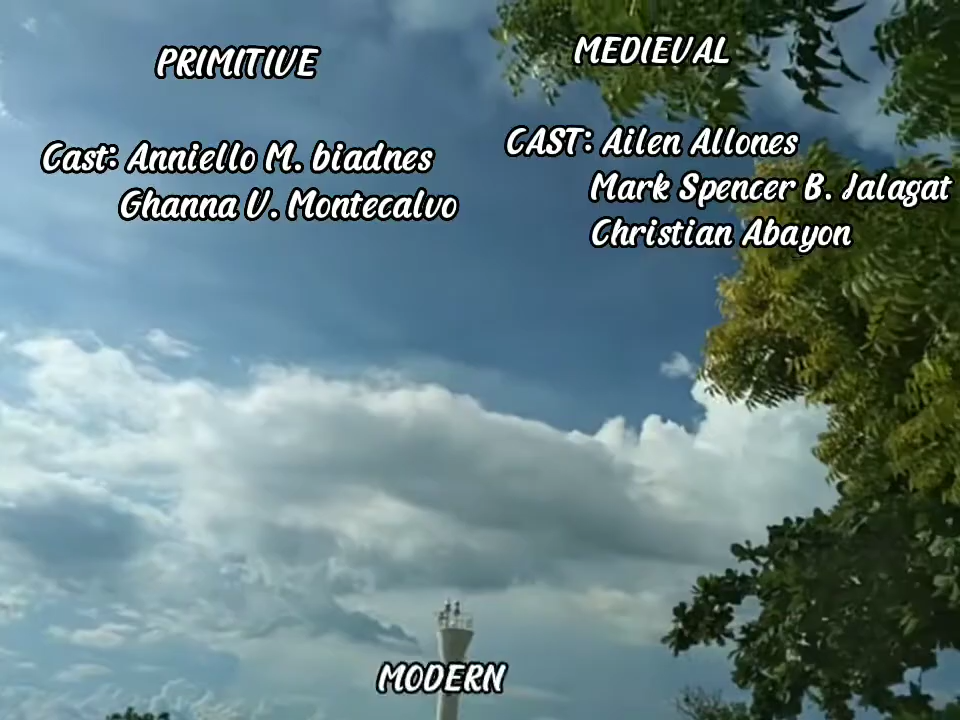 PRIMITIVE
Cast: Anniello M. biadnes
Ghanna V. Montecalvo
MEDIEVAL
CAST: Ailen Allones
Mark Spencer B. Jalagat
Christian Abayon
MODERN